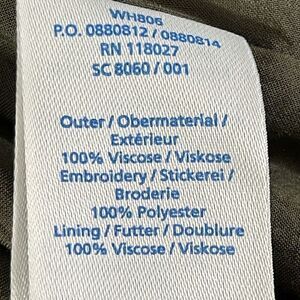 WH806
P.O. 0880812 / 0880814
RN 118027
SC 8060 / 001
Outer / Obermaterial /
Extérieur
100% Viscose / Viskose
Embroidery / Stickerei /
Broderie
100% Polyester
Lining / Futter / Doublure
100% Viscose / Viskose